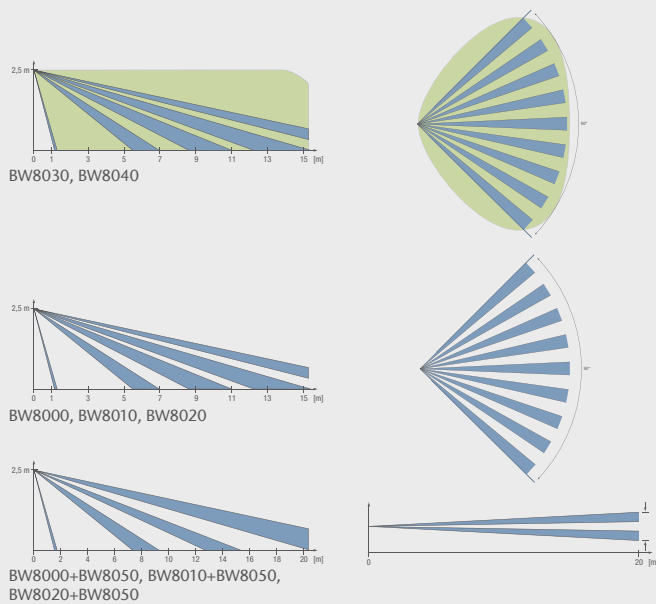 2,5 m
0 1 3 5 7 9 11 13 15 [m]
BW8030, BW8040
90°
2,5 m
0 1 3 5 7 9 11 13 15 [m]
BW8000, BW8010, BW8020
90°
2,5 m
0 2 4 6 8 10 12 14 16 18 20 [m]
BW8000+BW8050, BW8010+BW8050,
BW8020+BW8050
0 20 [m]